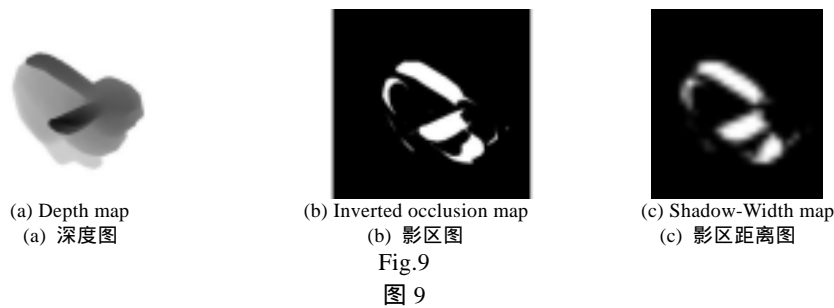 (a) Depth map
(b) Inverted occlusion map
(c) Shadow-Width map
(a) 深度图
(b) 影区图
(c) 影区距离图
Fig.9
图 9